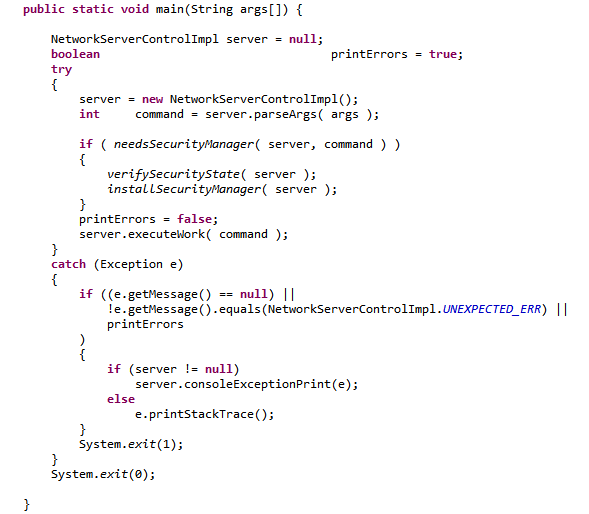 public static void main(String args[]) {
NetworkServerControlImpl server = null;
boolean printErrors = true;
try
{
server = new NetworkServerControlImpl();
int command = server.parseArgs( args );
if ( needsSecurityManager( server, command ) )
{
verifySecurityState( server );
installSecurityManager( server );
}
printErrors = false;
server.executeWork( command );
}
catch (Exception e)
{
if ((e.getMessage() == null) ||
!e.getMessage().equals(NetworkServerControlImpl.UNEXPECTED_ERR) ||
printErrors
)
{
if (server != null)
server.consoleExceptionPrint(e);
else
e.printStackTrace();
}
System.exit(1);
}
System.exit(0);
}